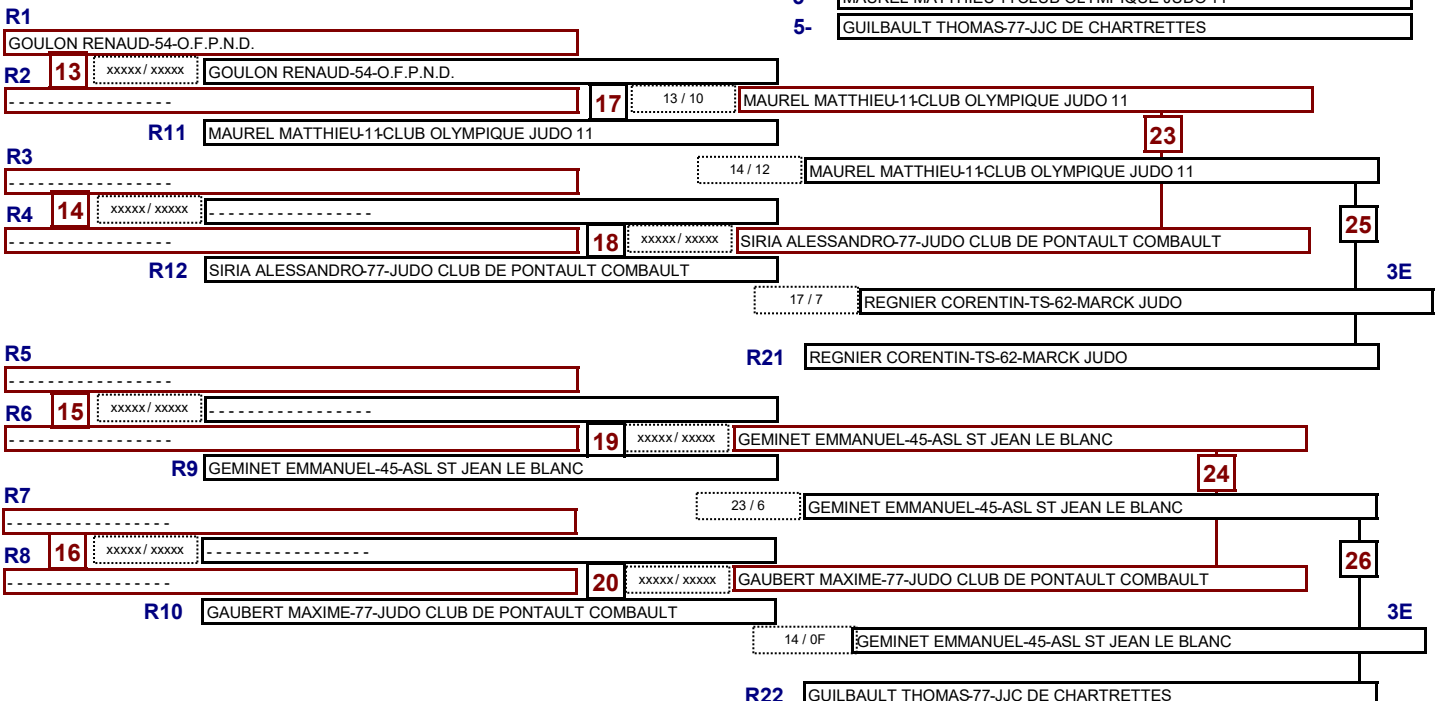 5- MAUREL MATTHIEU-11-CLUB OLYMPIQUE JUDO 11
R1
5- GUILBAULT THOMAS-77-JJC DE CHARTRETTES
GOULON RENAUD-54-O.F.P.N.D.
R2 13 xxxxx / xxxxx GOULON RENAUD-54-O.F.P.N.D.
- - - - - - - - - - - - - - - - - 17 13 / 10 MAUREL MATTHIEU-11-CLUB OLYMPIQUE JUDO 11
R11 MAUREL MATTHIEU-11-CLUB OLYMPIQUE JUDO 11 23
R3
14 / 12 MAUREL MATTHIEU-11-CLUB OLYMPIQUE JUDO 11
- - - - - - - - - - - - - - - - -
R4 14 xxxxx / xxxxx - - - - - - - - - - - - - - - - - 25
- - - - - - - - - - - - - - - - - 18 xxxxx / xxxxx SIRIA ALESSANDRO-77-JUDO CLUB DE PONTAULT COMBAULT
R12 SIRIA ALESSANDRO-77-JUDO CLUB DE PONTAULT COMBAULT 3E
17 / 7 REGNIER CORENTIN-TS-62-MARCK JUDO
R5 R21 REGNIER CORENTIN-TS-62-MARCK JUDO
- - - - - - - - - - - - - - - - -
R6 15 xxxxx / xxxxx - - - - - - - - - - - - - - - - -
- - - - - - - - - - - - - - - - - 19 xxxxx / xxxxx GEMINET EMMANUEL-45-ASL ST JEAN LE BLANC
R9 GEMINET EMMANUEL-45-ASL ST JEAN LE BLANC 24
R7
23 / 6 GEMINET EMMANUEL-45-ASL ST JEAN LE BLANC
- - - - - - - - - - - - - - - - -
R8 16 xxxxx / xxxxx - - - - - - - - - - - - - - - - - 26
- - - - - - - - - - - - - - - - - 20 xxxxx / xxxxx GAUBERT MAXIME-77-JUDO CLUB DE PONTAULT COMBAULT
R10 GAUBERT MAXIME-77-JUDO CLUB DE PONTAULT COMBAULT 3E
14 / 0F GEMINET EMMANUEL-45-ASL ST JEAN LE BLANC
R22 GUILBAULT THOMAS-77-JJC DE CHARTRETTES